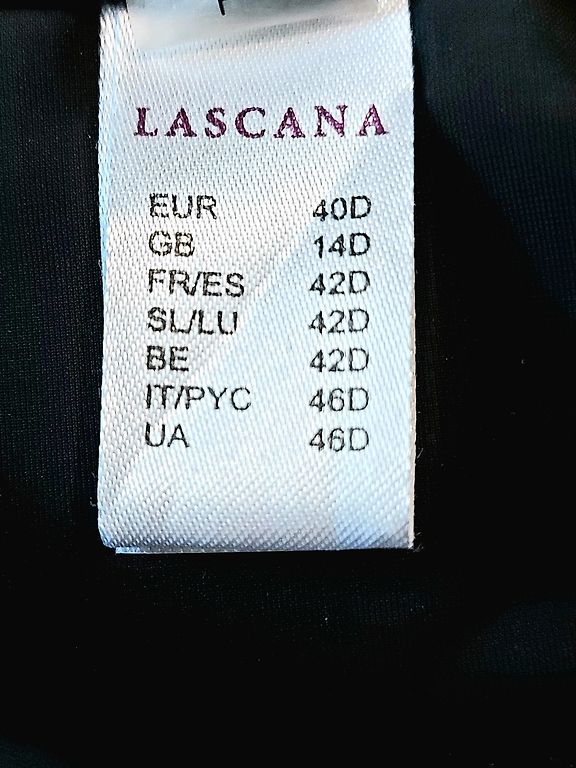 LASCANA
EUR 40D
GB 14D
FR/ES 42D
SL/LU 42D
BE 42D
IT/PYC 46D
UA 46D